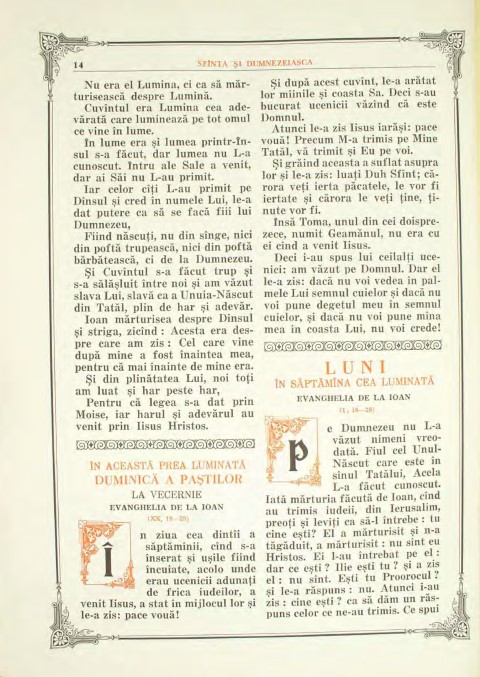 14
SFÎNTA ȘI DUMNEZEIASCA
Nu era el Lumina, ci ca să măr-
turisească despre Lumină.
Cuvîntul era Lumina cea ade-
vărată care luminează pe tot omul
ce vine în lume.
În lume era și lumea printr-În-
sul s-a făcut, dar lumea nu L-a
cunoscut. Întru ale Sale a venit,
dar ai Săi nu L-au primit.
Iar celor cîți L-au primit pe
Dînsul și cred în numele Lui, le-a
dat putere ca să se facă fiii lui
Dumnezeu,
Fiind născuți, nu din sînge, nici
din poftă trupească, nici din poftă
bărbătească, ci de la Dumnezeu.
Și Cuvîntul s-a făcut trup și
s-a sălășluit între noi și am văzut
slava Lui, slavă ca a Unuia-Născut
din Tatăl, plin de har și adevăr.
Ioan mărturisea despre Dînsul
și striga, zicînd : Acesta era des-
pre care am zis : Cel care vine
după mine a fost înaintea mea,
pentru că mai înainte de mine era.
Și din plinătatea Lui, noi toți
am luat și har peste har,
Pentru că legea s-a dat prin
Moise, iar harul și adevărul au
venit prin Iisus Hristos.
ÎN ACEASTĂ PREA LUMINATĂ
DUMINICĂ A PAȘTILOR
LA VECERNIE
EVANGHELIA DE LA IOAN
(XX, 19—25)
În ziua cea dintîi a
săptăminii, cînd s-a
înserat și ușile fiind
încuiate, acolo unde
erau ucenicii adunați
de frica iudeilor, a
venit Iisus, a stat în mijlocul lor și
le-a zis: pace vouă!
Și după acest cuvînt, le-a arătat
lor mîinile și coasta Sa. Deci s-au
bucurat ucenicii văzînd că este
Domnul.
Atunci le-a zis Iisus iarăși: pace
vouă! Precum M-a trimis pe Mine
Tatăl, vă trimit și Eu pe voi.
Și grăind aceasta a suflat asupra
lor și le-a zis: luați Duh Sfînt; că-
rora veți ierta păcatele, le vor fi
iertate și cărora le veți ține, ți-
nute vor fi.
Însă Toma, unul din cei doispre-
zece, numit Geamănul, nu era cu
ei cînd a venit Iisus.
Deci i-au spus lui ceilalți uce-
nici: am văzut pe Domnul. Dar el
le-a zis: dacă nu voi vedea în pal-
mele Lui semnul cuielor și dacă nu
voi pune degetul meu în semnul
cuielor, și dacă nu voi pune mîna
mea în coasta Lui, nu voi crede!
LUNI
ÎN SĂPTĂMÎNA CEA LUMINATĂ
EVANGHELIA DE LA IOAN
(I, 18—28)
Pe Dumnezeu nu L-a
văzut nimeni vreo-
dată. Fiul cel Unul-
Născut care este în
sînul Tatălui, Acela
L-a făcut cunoscut.
Iată mărturia făcută de Ioan, cînd
au trimis iudeii, din Ierusalim,
preoți și leviți ca să-l întrebe : tu
cine ești? El a mărturisit și n-a
tăgăduit, a mărturisit : nu sînt eu
Hristos. Ei l-au întrebat pe el :
dar ce ești ? Ilie ești tu ? și a zis
el : nu sînt. Ești tu Proorocul ?
și le-a răspuns : nu. Atunci i-au
zis : cine ești ? ca să dăm un răs-
puns celor ce ne-au trimis. Ce spui